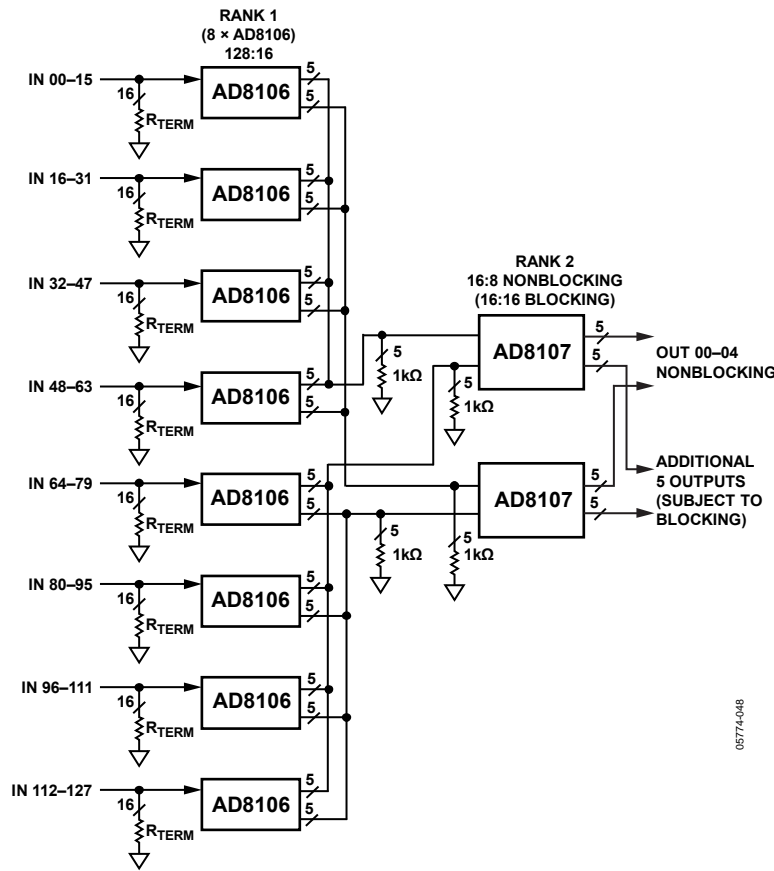 RANK 1
(8 × AD8106)
128:16
IN 00–15
16
RTERM
AD8106
5
5
IN 16–31
16
RTERM
AD8106
5
5
IN 32–47
16
RTERM
AD8106
5
5
IN 48–63
16
RTERM
AD8106
5
5
IN 64–79
16
RTERM
AD8106
5
5
IN 80–95
16
RTERM
AD8106
5
5
IN 96–111
16
RTERM
AD8106
5
5
IN 112–127
16
RTERM
AD8106
5
5
RANK 2
16:8 NONBLOCKING
(16:16 BLOCKING)
5
1kΩ
5
1kΩ
AD8107
5
5
5
1kΩ
5
1kΩ
AD8107
5
5
OUT 00–04
NONBLOCKING
ADDITIONAL
5 OUTPUTS
(SUBJECT TO
BLOCKING)
05774-048